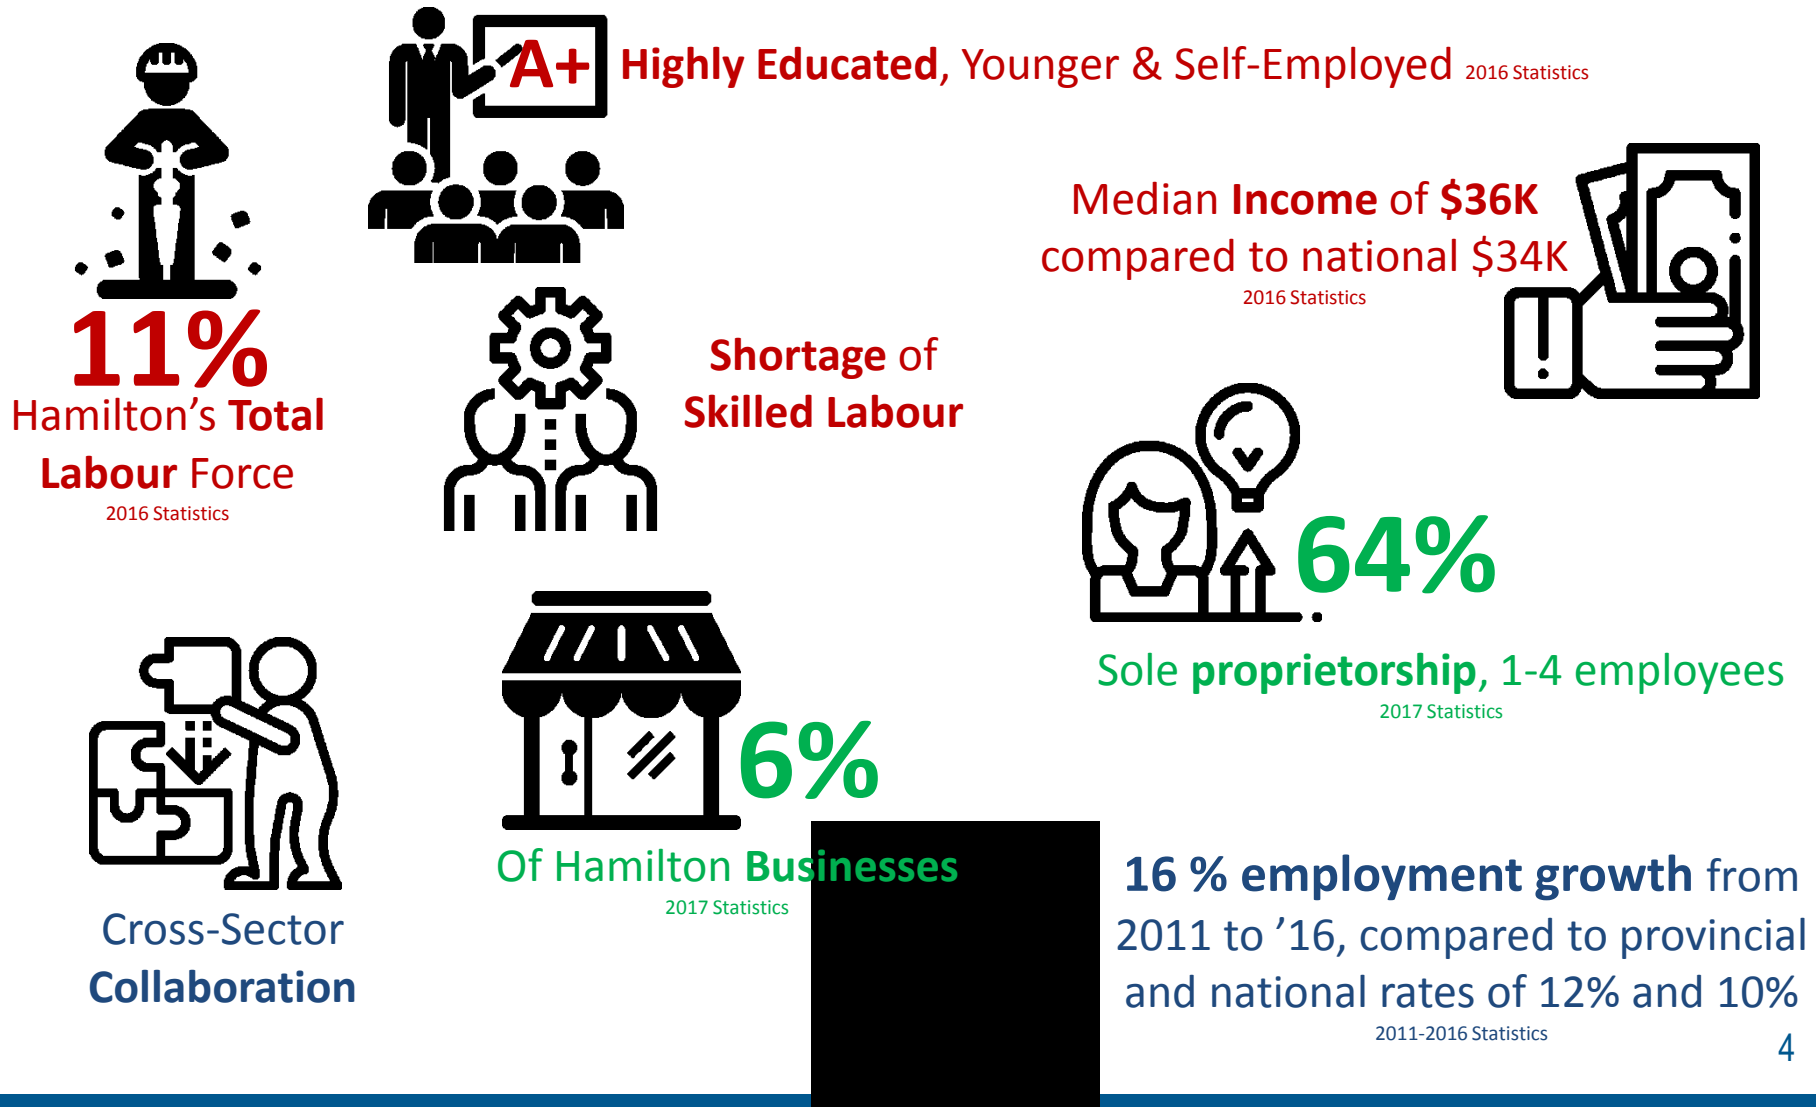 A+
Highly Educated, Younger & Self-Employed 2016 Statistics
Median Income of $36K
compared to national $34K
2016 Statistics
11%
Hamilton’s Total
Labour Force
2016 Statistics
Shortage of
Skilled Labour
64%
Sole proprietorship, 1-4 employees
2017 Statistics
6%
Of Hamilton Businesses
2017 Statistics
Cross-Sector
Collaboration
16 % employment growth from
2011 to ’16, compared to provincial
and national rates of 12% and 10%
2011-2016 Statistics
4